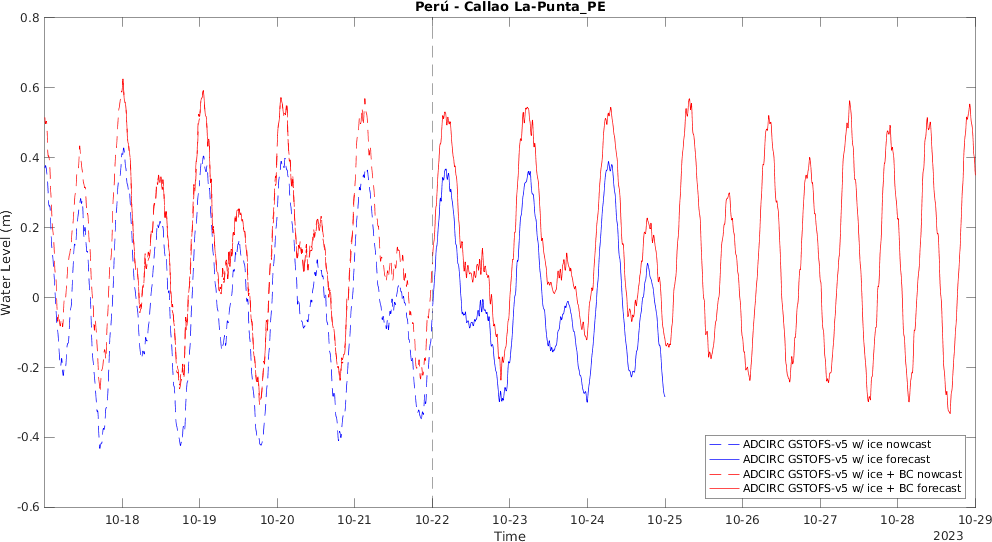 Perú - Callao La-Punta_PE
0.8
0.6
0.4
0.2
0
-0.2
-0.4
-0.6
Water Level (m)
ADCIRC GSTOFS-v5 w/ ice nowcast
ADCIRC GSTOFS-v5 w/ ice forecast
ADCIRC GSTOFS-v5 w/ ice + BC nowcast
ADCIRC GSTOFS-v5 w/ ice + BC forecast
10-18 10-19 10-20 10-21 10-22 10-23 10-24 10-25 10-26 10-27 10-28 10-29
Time
2023